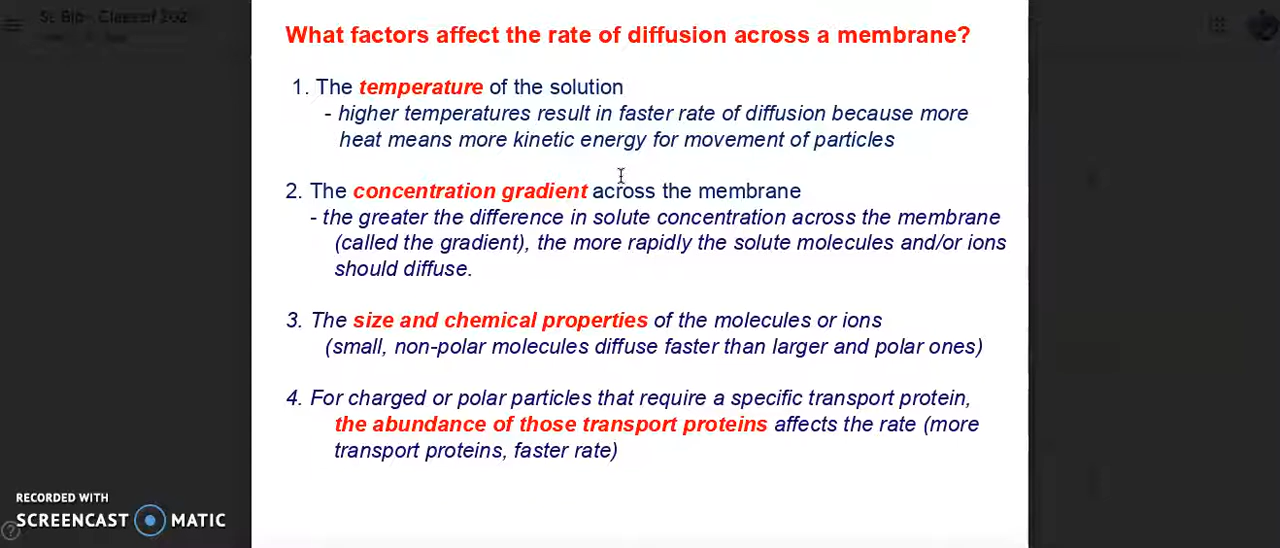 What factors affect the rate of diffusion across a membrane?
1. The temperature of the solution
- higher temperatures result in faster rate of diffusion because more
heat means more kinetic energy for movement of particles
2. The concentration gradient across the membrane
- the greater the difference in solute concentration across the membrane
(called the gradient), the more rapidly the solute molecules and/or ions
should diffuse.
3. The size and chemical properties of the molecules or ions
(small, non-polar molecules diffuse faster than larger and polar ones)
4. For charged or polar particles that require a specific transport protein,
the abundance of those transport proteins affects the rate (more
transport proteins, faster rate)
RECORDED WITH
SCREENCAST MATIC
?